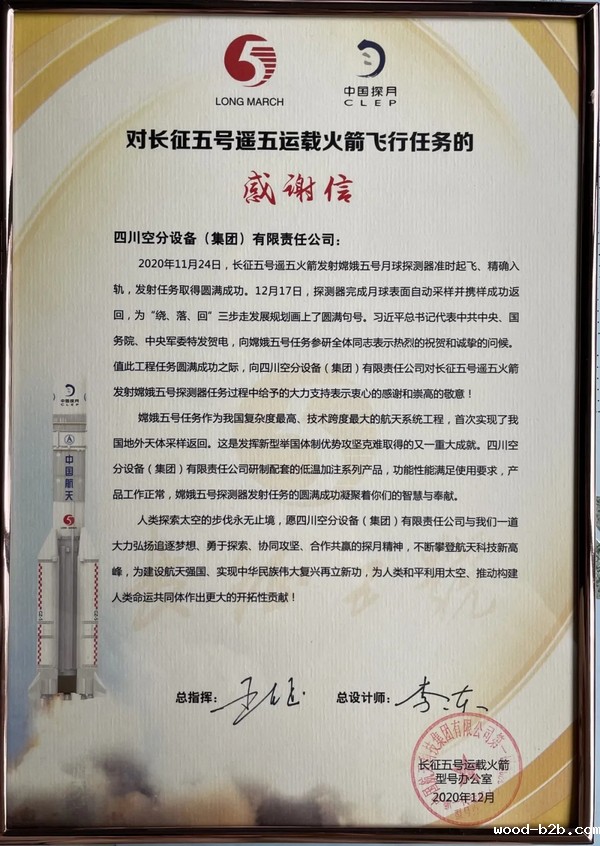 5
LONG MARCH
中国探月
CLEP
对长征五号遥五运载火箭飞行任务的
感谢信
四川空分设备（集团）有限责任公司：
2020年11月24日，长征五号遥五火箭发射嫦娥五号月球探测器准时起飞、精确入
轨，发射任务取得圆满成功。12月17日，探测器完成月球表面自动采样并携样成功返
回，为“绕、落、回”三步走发展规划画上了圆满句号。习近平总书记代表中共中央、国
务院、中央军委特发贺电，向嫦娥五号任务参研全体同志表示热烈的祝贺和诚挚的问候。
值此工程任务圆满成功之际，向四川空分设备（集团）有限责任公司对长征五号遥五火箭
发射嫦娥五号探测器任务过程中给予的大力支持表示衷心的感谢和崇高的敬意！
嫦娥五号任务作为我国复杂度最高、技术跨度最大的航天系统工程，首次实现了我
国地外天体采样返回。这是发挥新型举国体制优势攻坚克难取得的又一重大成就。四川空
分设备（集团）有限责任公司研制配套的低温加注系列产品，功能性能满足使用要求，产
品工作正常，嫦娥五号探测器发射任务的圆满成功凝聚着你们的智慧与奉献。
人类探索太空的步伐永无止境，愿四川空分设备（集团）有限责任公司与我们一道
大力弘扬追逐梦想、勇于探索、协同攻坚、合作共赢的探月精神，不断攀登航天科技新高
峰，为建设航天强国、实现中华民族伟大复兴再立新功，为人类和平利用太空、推动构建
人类命运共同体作出更大的开拓性贡献！
中国探月
CLEP
中国航天
5
总指挥：
总设计师：
长征五号运载火箭
型号办公室
2020年12月
wood-b2b.com